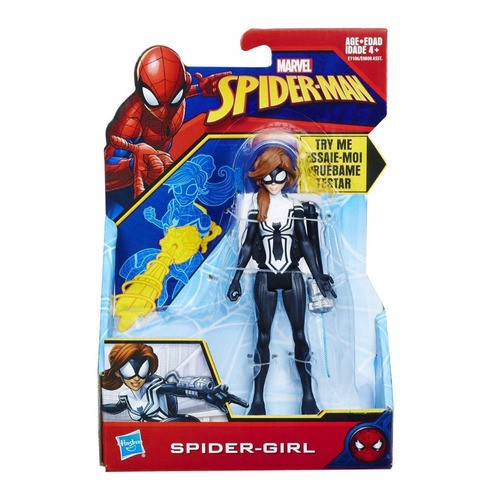 MARVEL
SPIDER-MAN
AGE•EDAD
IDADE 4+
TRY ME
ESSAIE-MOI
PRUÉBAME
TESTAR
Hasbro
SPIDER-GIRL